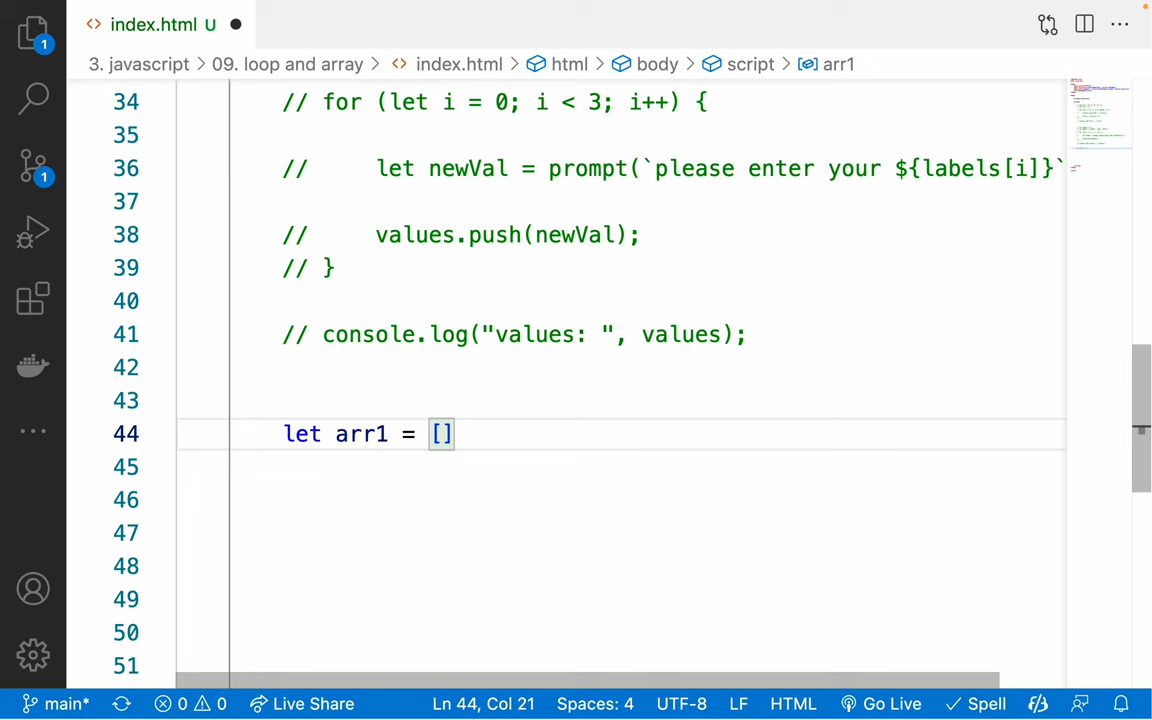 index.html U
3. javascript > 09. loop and array > index.html > html > body > script > arr1
34 // for (let i = 0; i < 3; i++) {
35
36 //     let newVal = prompt(`please enter your ${labels[i]}`
37
38 //     values.push(newVal);
39 // }
40
41 // console.log("values: ", values);
42
43
44 let arr1 = []
45
46
47
48
49
50
51
1
1
main* 0 0 Live Share Ln 44, Col 21 Spaces: 4 UTF-8 LF HTML Go Live Spell